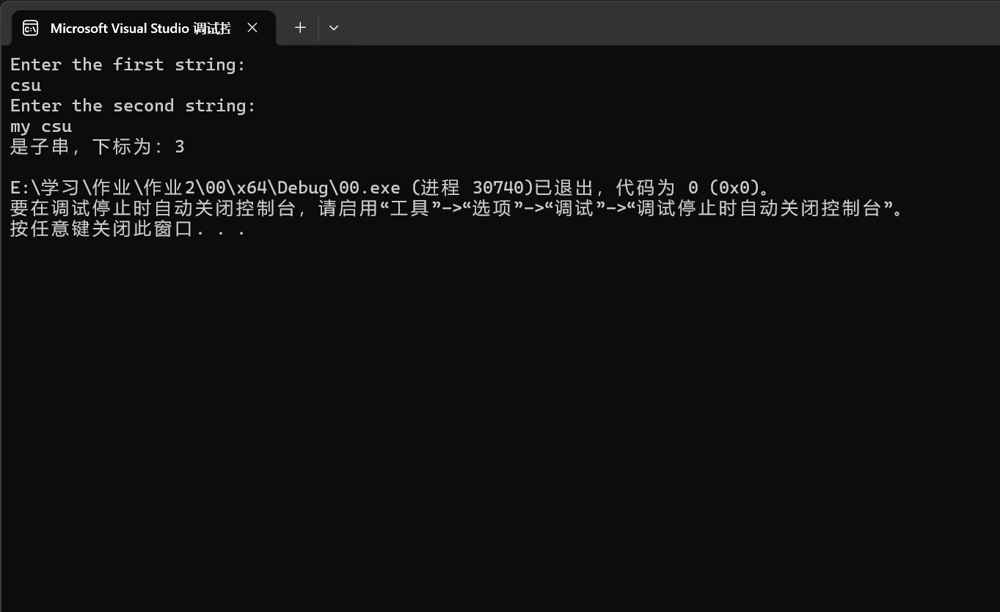 Microsoft Visual Studio 调试控
Enter the first string:
csu
Enter the second string:
my csu
是子串，下标为：3
E:\学习\作业\作业2\00\x64\Debug\00.exe (进程 30740)已退出，代码为 0 (0x0)。
要在调试停止时自动关闭控制台，请启用“工具”->“选项”->“调试”->“调试停止时自动关闭控制台”。
按任意键关闭此窗口. . .